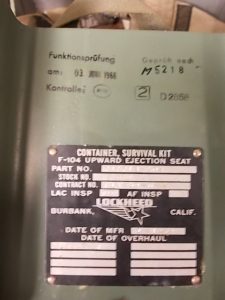 Funktionsprüfung
am: 03 JUNI 1966
Kontrolle:
Geprüft nach
M5218
2 D2058
CONTAINER, SURVIVAL KIT
F-104 UPWARD EJECTION SEAT
PART NO.
STOCK NO.
CONTRACT NO.
LAC INSP AF INSP
LOCKHEED
BURBANK, CALIF.
DATE OF MFR
DATE OF OVERHAUL